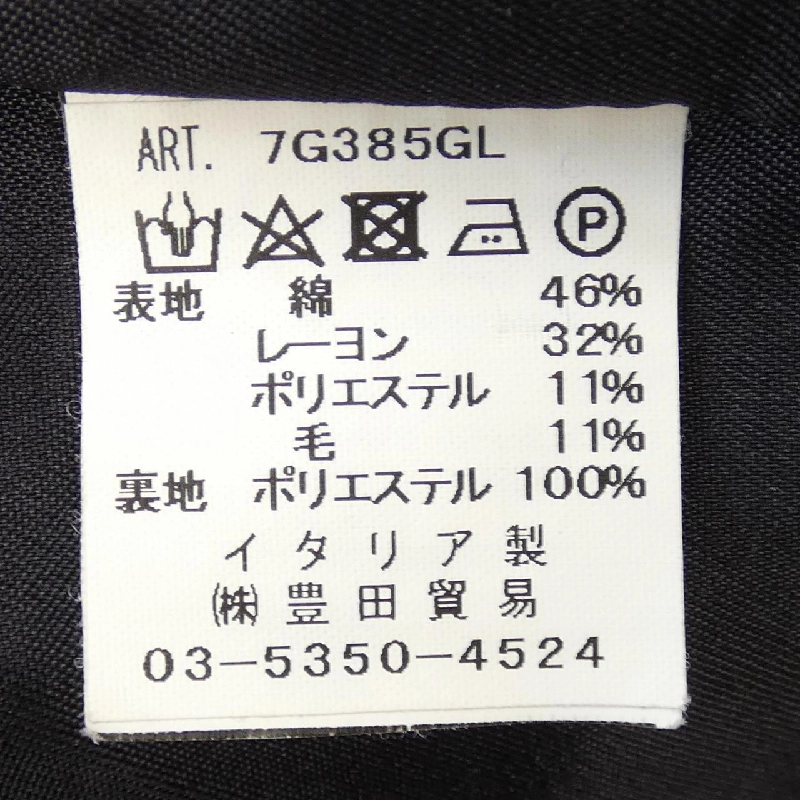 ART. 7G385GL
P
表地 綿 46%
レーヨン 32%
ポリエステル 11%
毛 11%
裏地 ポリエステル 100%
イタリア製
㈱豊田貿易
03-5350-4524